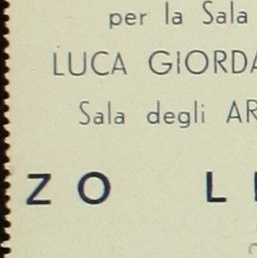 per la Sala
LUCA GIORDA
Sala degli AR
ZO L